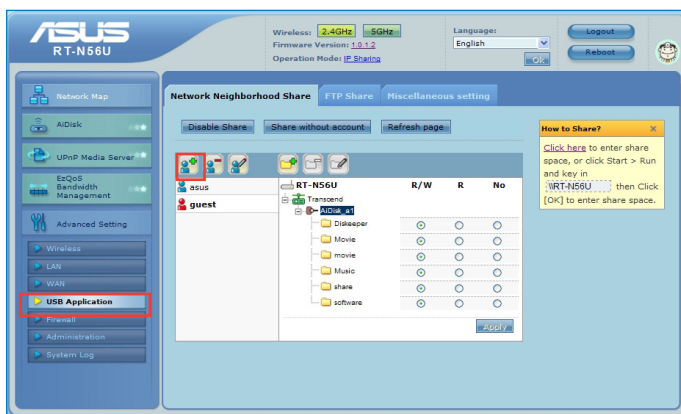 ASUS
RT-N56U
Wireless: 2.4GHz 5GHz
Firmware Version: 1.0.1.2
Operation Mode: IP Sharing
Language:
English
Ok
Logout
Reboot
Network Map
AiDisk
UPnP Media Server
EzQoS
Bandwidth
Management
Advanced Setting
Wireless
LAN
WAN
USB Application
Firewall
Administration
System Log
Network Neighborhood Share FTP Share Miscellaneous setting
Disable Share Share without account Refresh page
asus
guest
RT-N56U R/W R No
Transcend
AiDisk_a1
Diskeeper
Movie
movie
Music
share
software
Apply
How to Share? X
Click here to enter share
space, or click Start > Run
and key in
\\RT-N56U then Click
[OK] to enter share space.